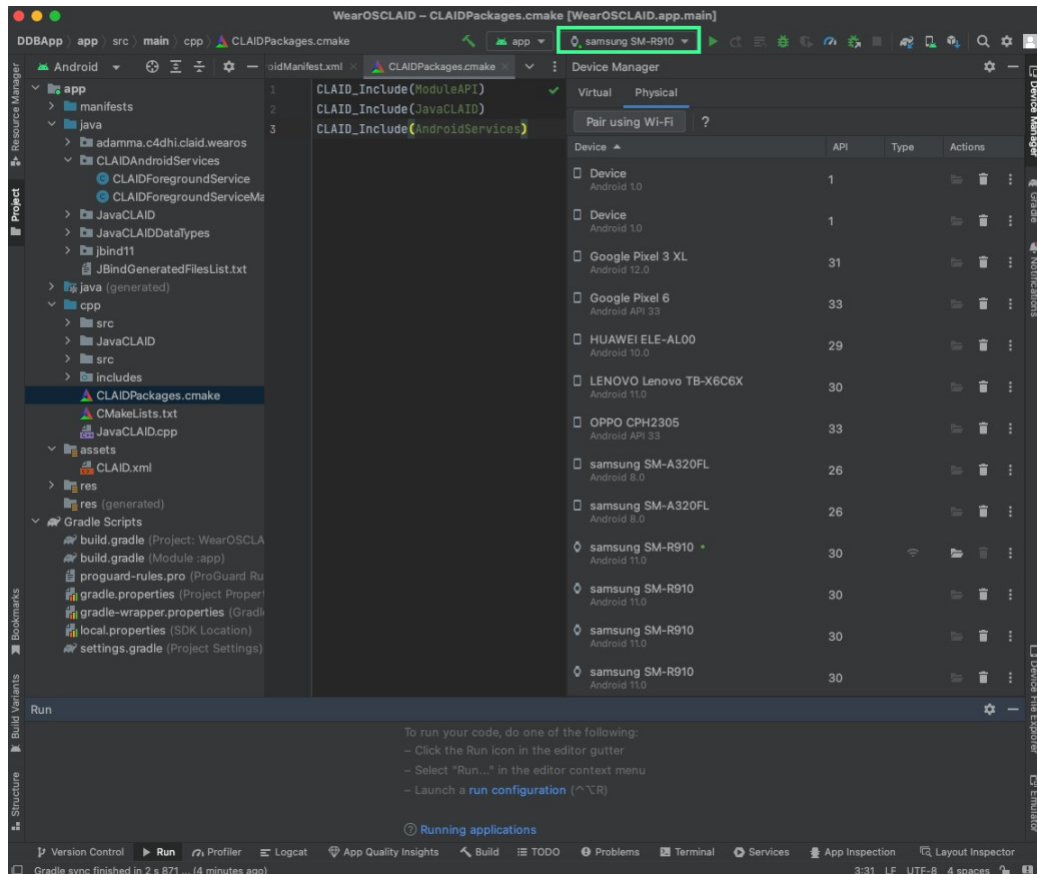 WearOSCLAID – CLAIDPackages.cmake [WearOSCLAID.app.main]
DDBApp app src main cpp CLAIDPackages.cmake
app
samsung SM-R910
Android
oidManifest.xml
CLAIDPackages.cmake
Device Manager
Resource Manager
Project
Bookmarks
Build Variants
Structure
app
manifests
java
adamma.c4dhi.claid.wearos
CLAIDAndroidServices
CLAIDForegroundService
CLAIDForegroundServiceMa
JavaCLAID
JavaCLAIDDataTypes
jbind11
JBindGeneratedFilesList.txt
java (generated)
cpp
src
JavaCLAID
src
includes
CLAIDPackages.cmake
CMakeLists.txt
JavaCLAID.cpp
assets
CLAID.xml
res
res (generated)
Gradle Scripts
build.gradle (Project: WearOSCLA
build.gradle (Module :app)
proguard-rules.pro (ProGuard Ru
gradle.properties (Project Propert
gradle-wrapper.properties (Gradl
local.properties (SDK Location)
settings.gradle (Project Settings)
1 CLAID_Include(ModuleAPI)
2 CLAID_Include(JavaCLAID)
3 CLAID_Include(AndroidServices)
Virtual Physical
Pair using Wi-Fi ?
Device API Type Actions
Device 1
Android 1.0
Device 1
Android 1.0
Google Pixel 3 XL 31
Android 12.0
Google Pixel 6 33
Android API 33
HUAWEI ELE-AL00 29
Android 10.0
LENOVO Lenovo TB-X6C6X 30
Android 11.0
OPPO CPH2305 33
Android API 33
samsung SM-A320FL 26
Android 8.0
samsung SM-A320FL 26
Android 8.0
samsung SM-R910 30
Android 11.0
samsung SM-R910 30
Android 11.0
samsung SM-R910 30
Android 11.0
samsung SM-R910 30
Android 11.0
Device Manager
Gradle
Notifications
Device File Explorer
Emulator
Run
To run your code, do one of the following:
– Click the Run icon in the editor gutter
– Select "Run..." in the editor context menu
– Launch a run configuration (^⌥R)
? Running applications
Version Control Run Profiler Logcat App Quality Insights Build TODO Problems Terminal Services App Inspection Layout Inspector
Gradle sync finished in 2 s 871 ... (4 minutes ago) 3:31 LF UTF-8 4 spaces